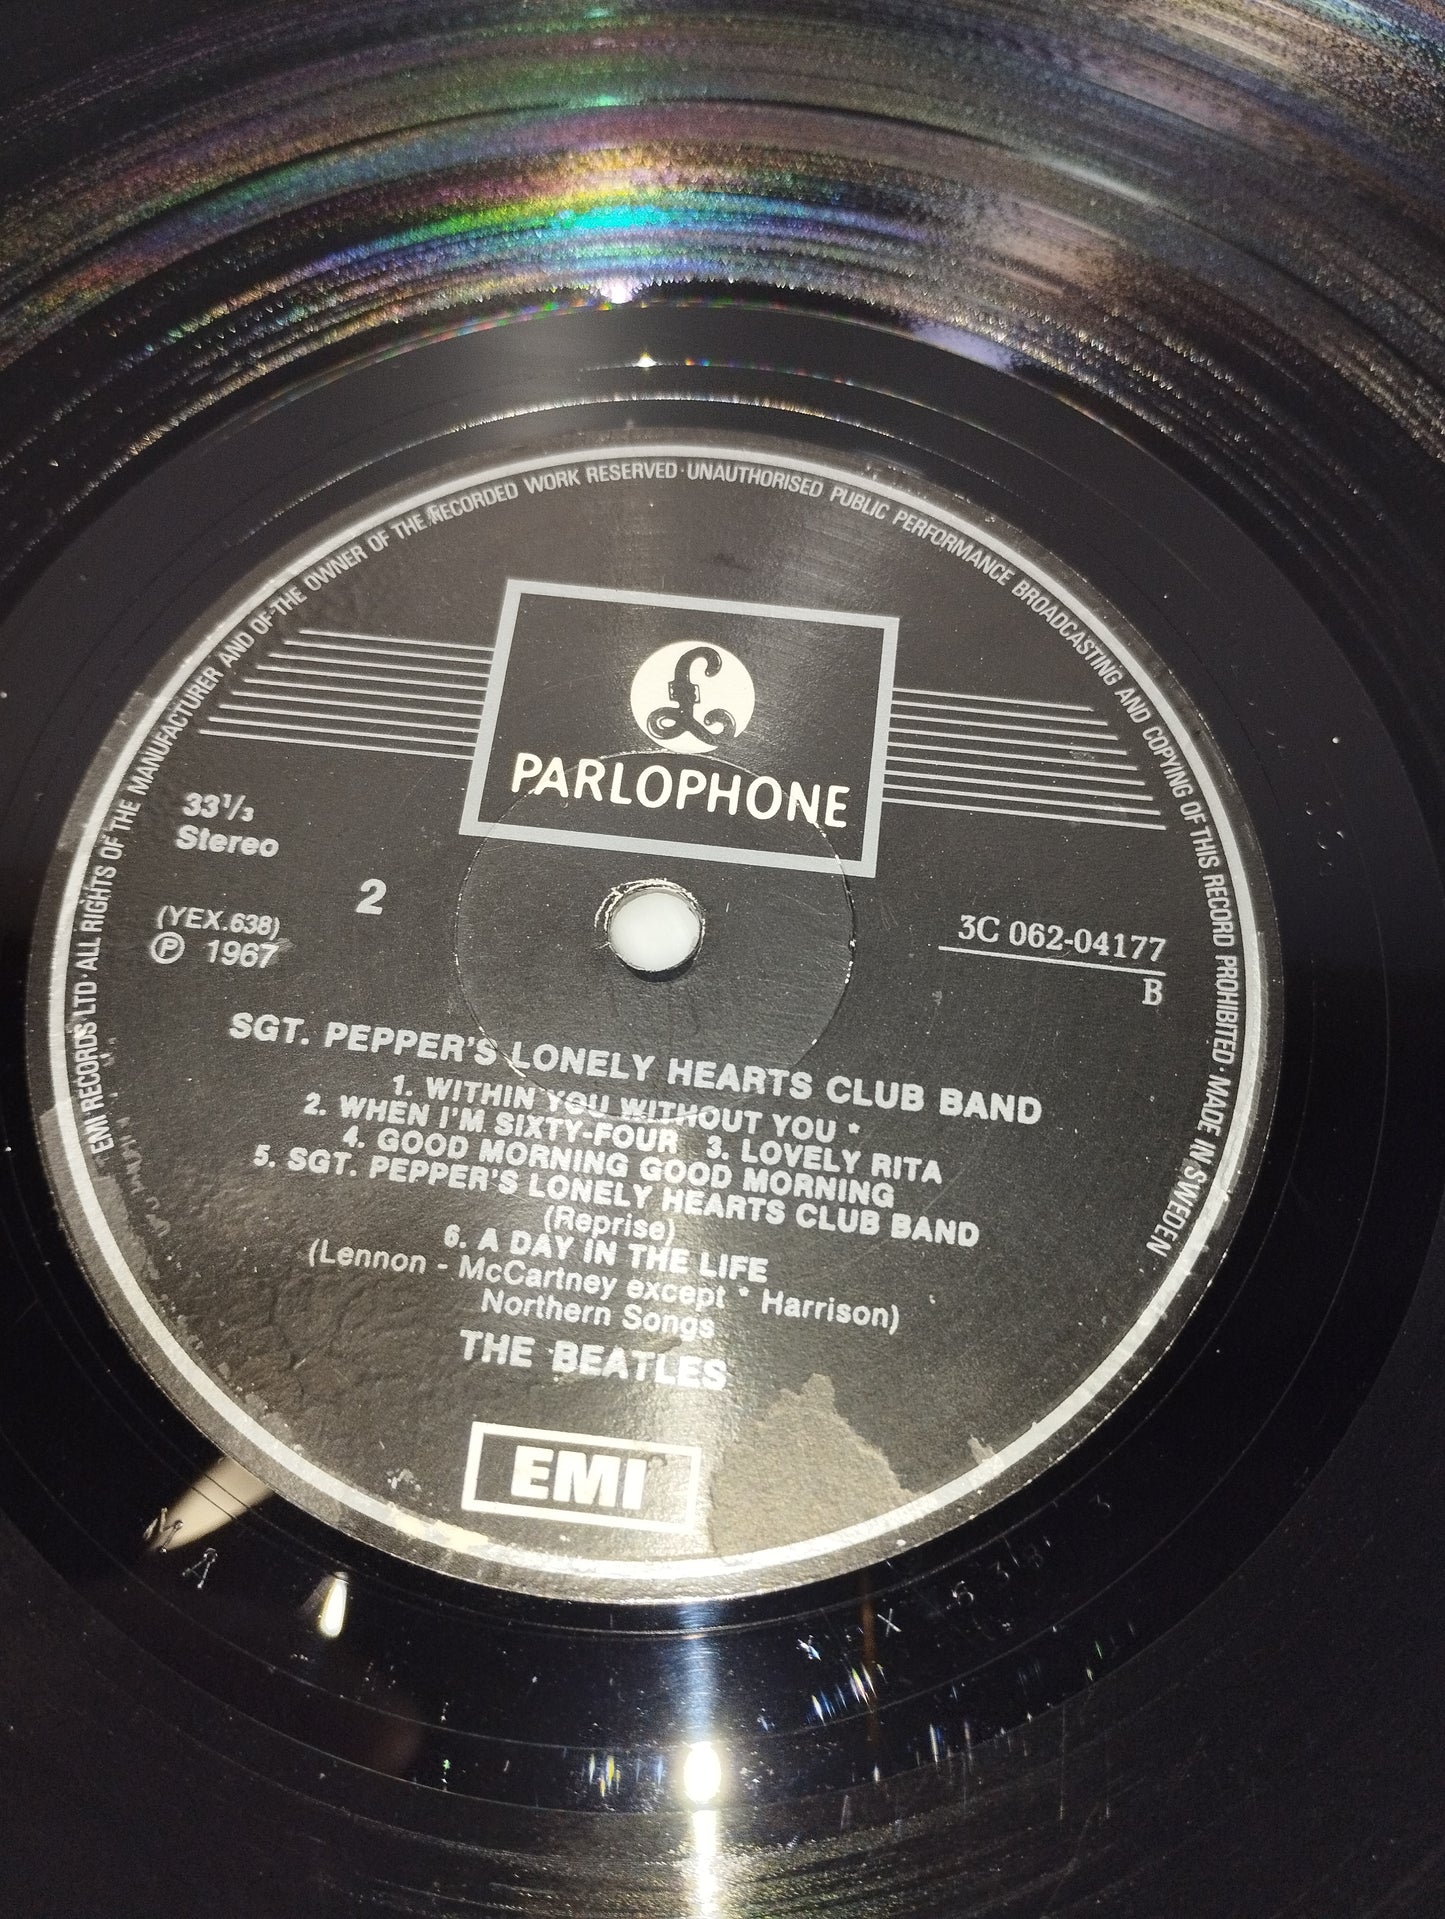 EMI RECORDS LTD · ALL RIGHTS OF THE MANUFACTURER AND OF THE OWNER OF THE RECORDED WORK RESERVED · UNAUTHORISED PUBLIC PERFORMANCE BROADCASTING AND COPYING OF THIS RECORD PROHIBITED · MADE IN SWEDEN
£
PARLOPHONE
33⅓
Stereo
2
(YEX.638)
Ⓟ 1967
3C 062-04177
B
SGT. PEPPER'S LONELY HEARTS CLUB BAND
1. WITHIN YOU WITHOUT YOU *
2. WHEN I'M SIXTY-FOUR 3. LOVELY RITA
4. GOOD MORNING GOOD MORNING
5. SGT. PEPPER'S LONELY HEARTS CLUB BAND
(Reprise)
6. A DAY IN THE LIFE
(Lennon - McCartney except * Harrison)
Northern Songs
THE BEATLES
EMI